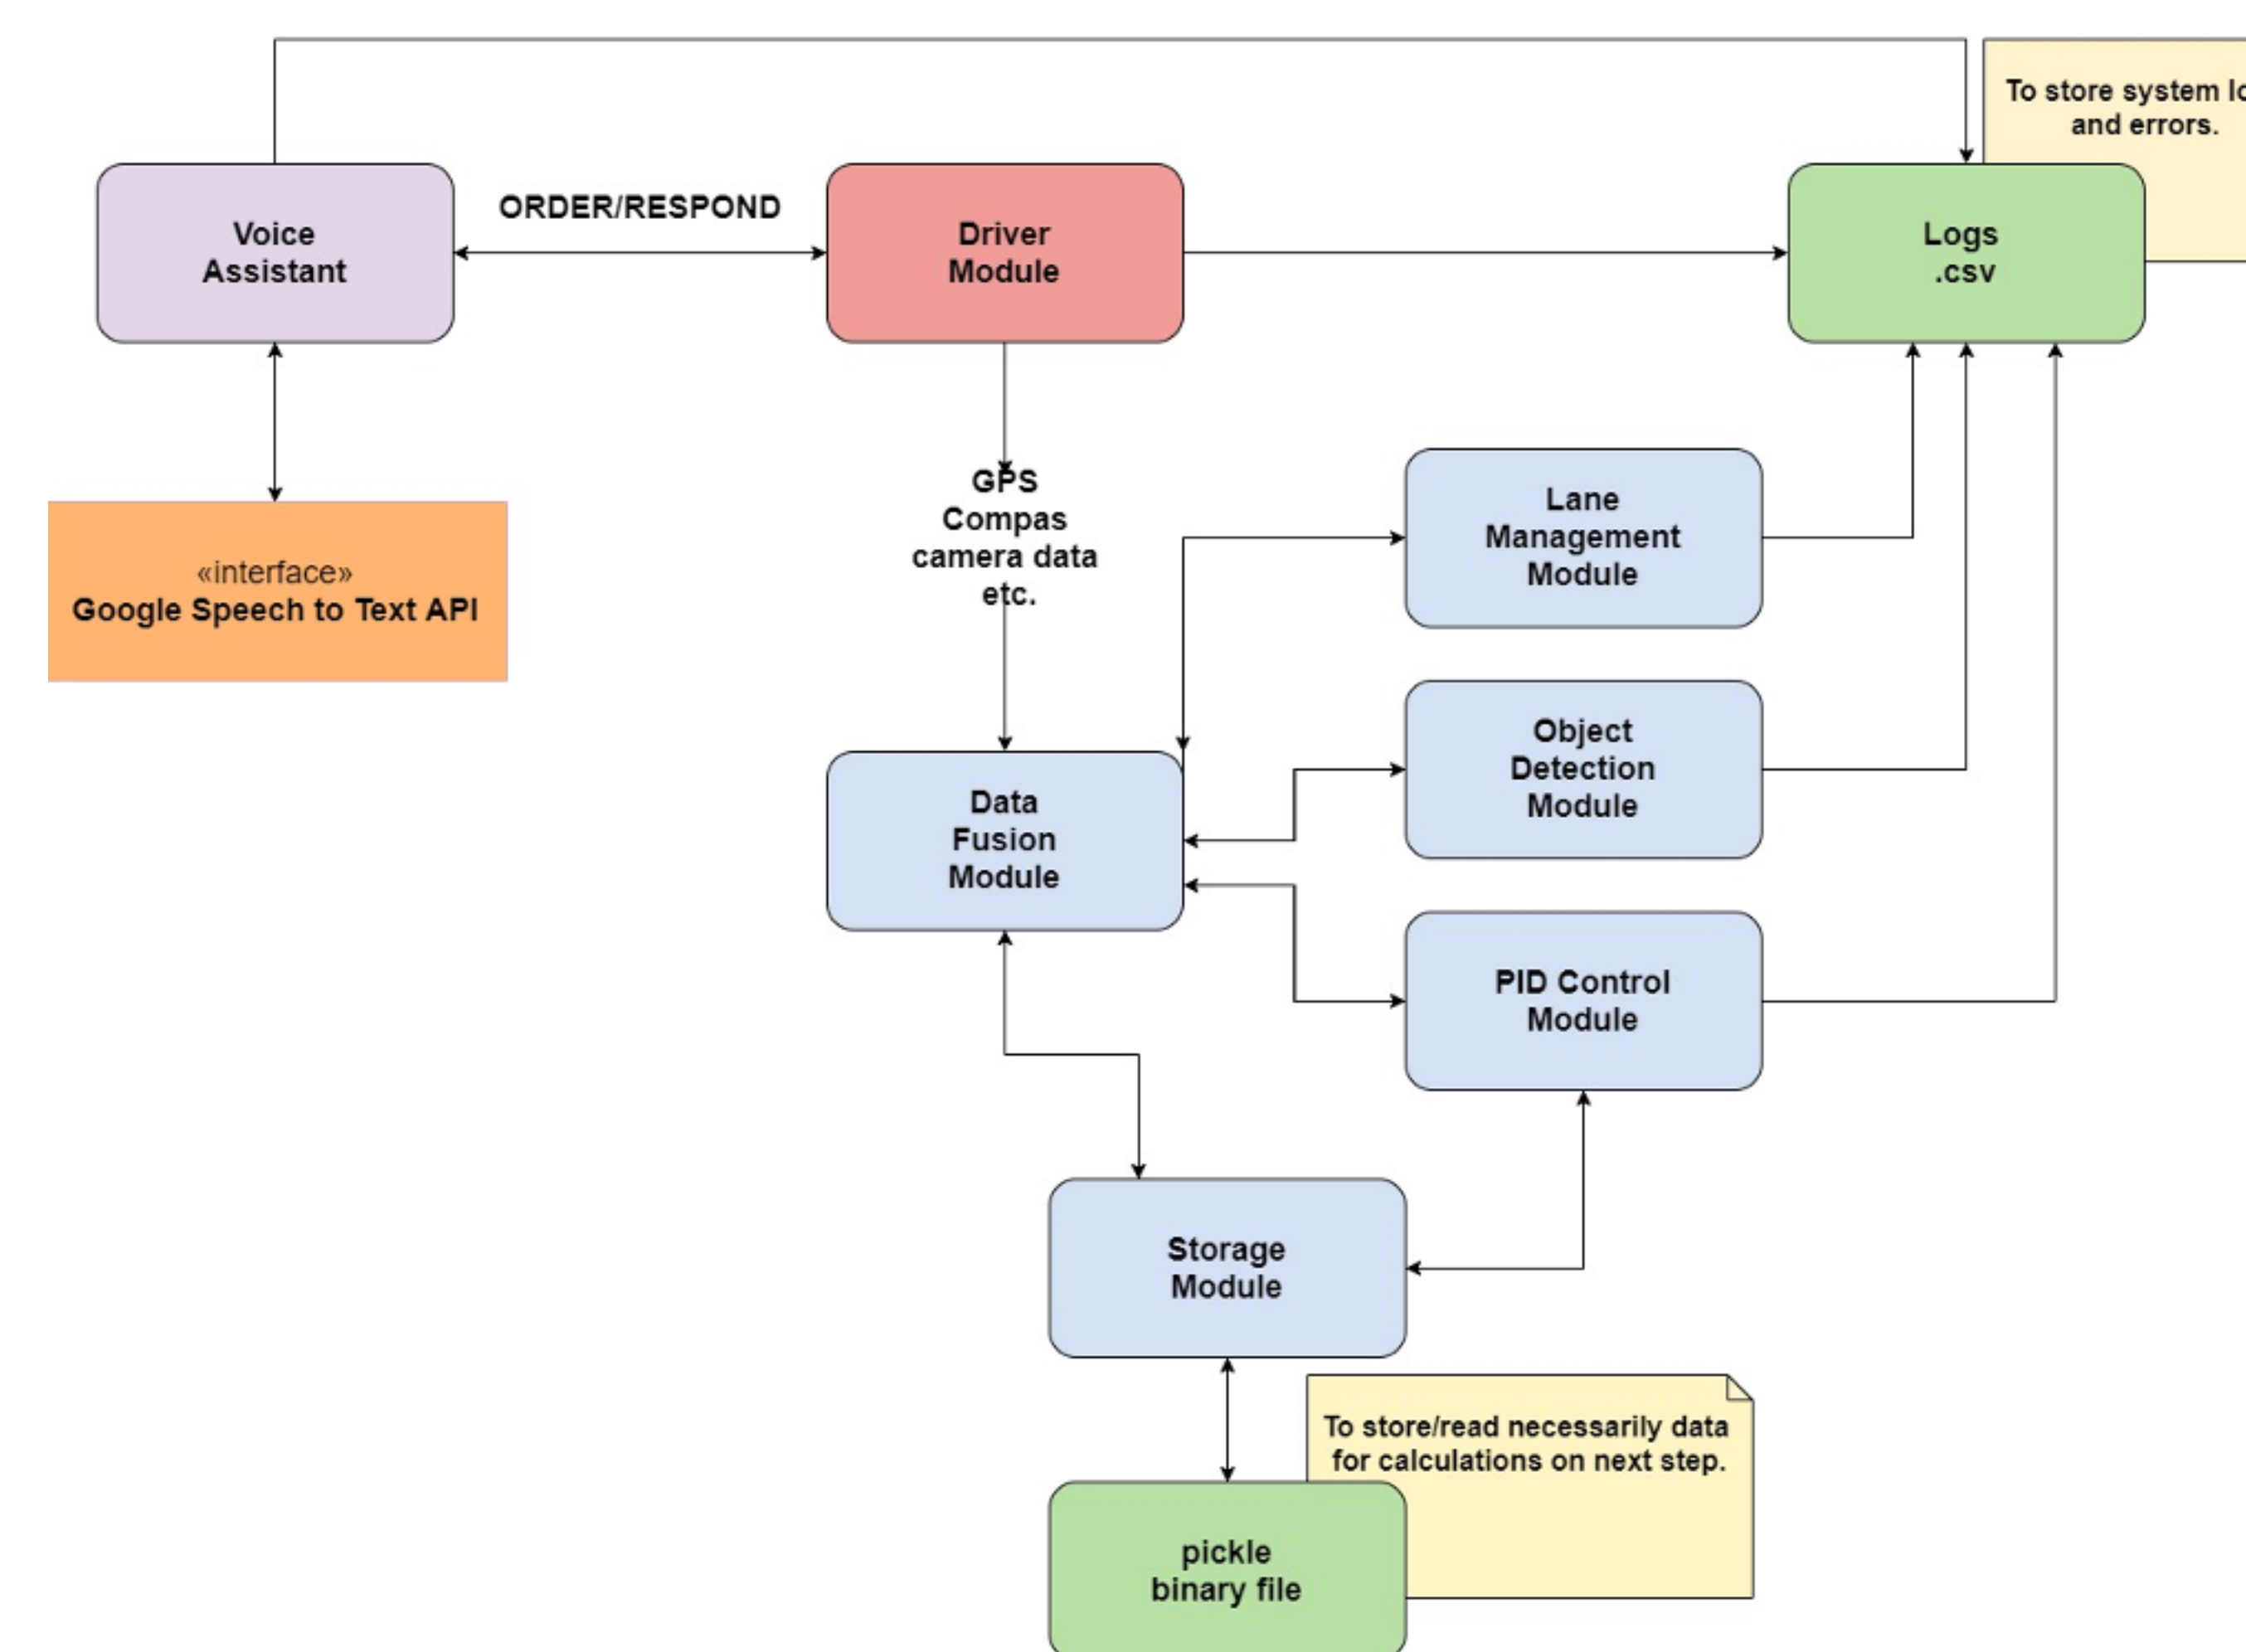 To store system
and errors.
Voice
Assistant
ORDER/RESPOND
Driver
Module
Logs
.csv
GPS
Compas
camera data
etc.
«interface»
Google Speech to Text API
Lane
Management
Module
Object
Detection
Module
Data
Fusion
Module
PID Control
Module
Storage
Module
To store/read necessarily data
for calculations on next step.
pickle
binary file